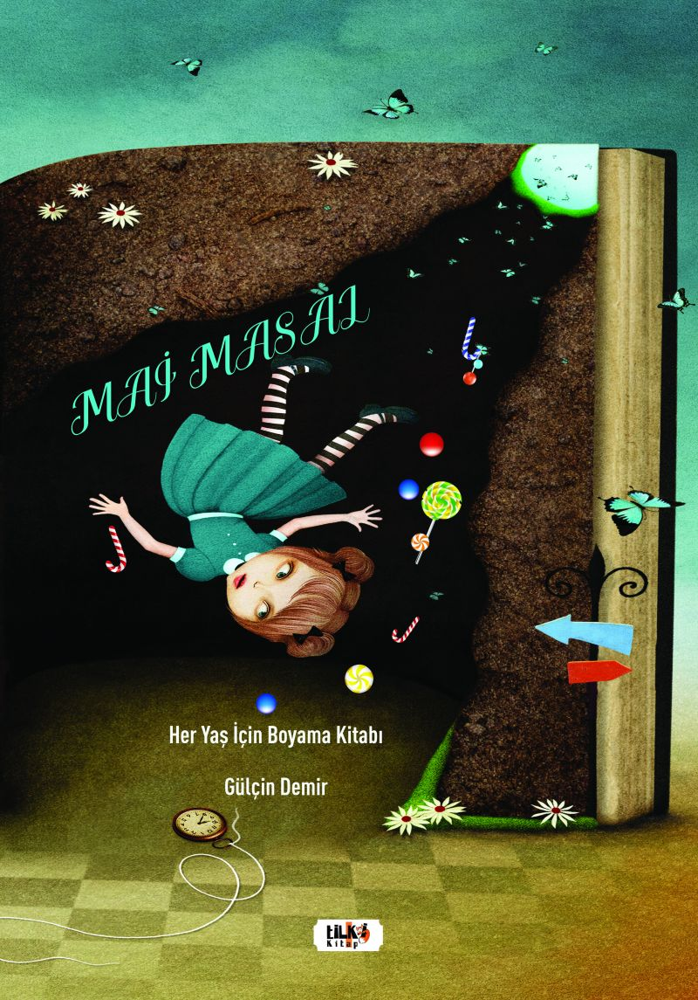 MAİ MASAL
Her Yaş İçin Boyama Kitabı
Gülçin Demir
tiLKi
Kitap